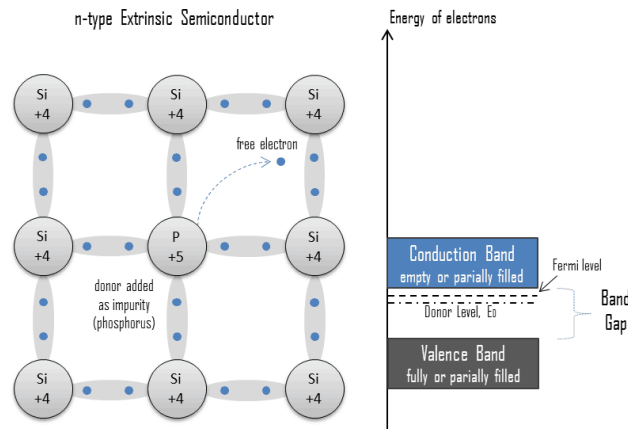 n-type Extrinsic Semiconductor
Energy of electrons
Si
+4
Si
+4
Si
+4
free electron
Si
+4
P
+5
Si
+4
donor added
as impurity
(phosphorus)
Si
+4
Si
+4
Si
+4
Conduction Band
empty or parially filled
Fermi level
Donor Level, ED
Band
Gap
Valence Band
fully or partially filled